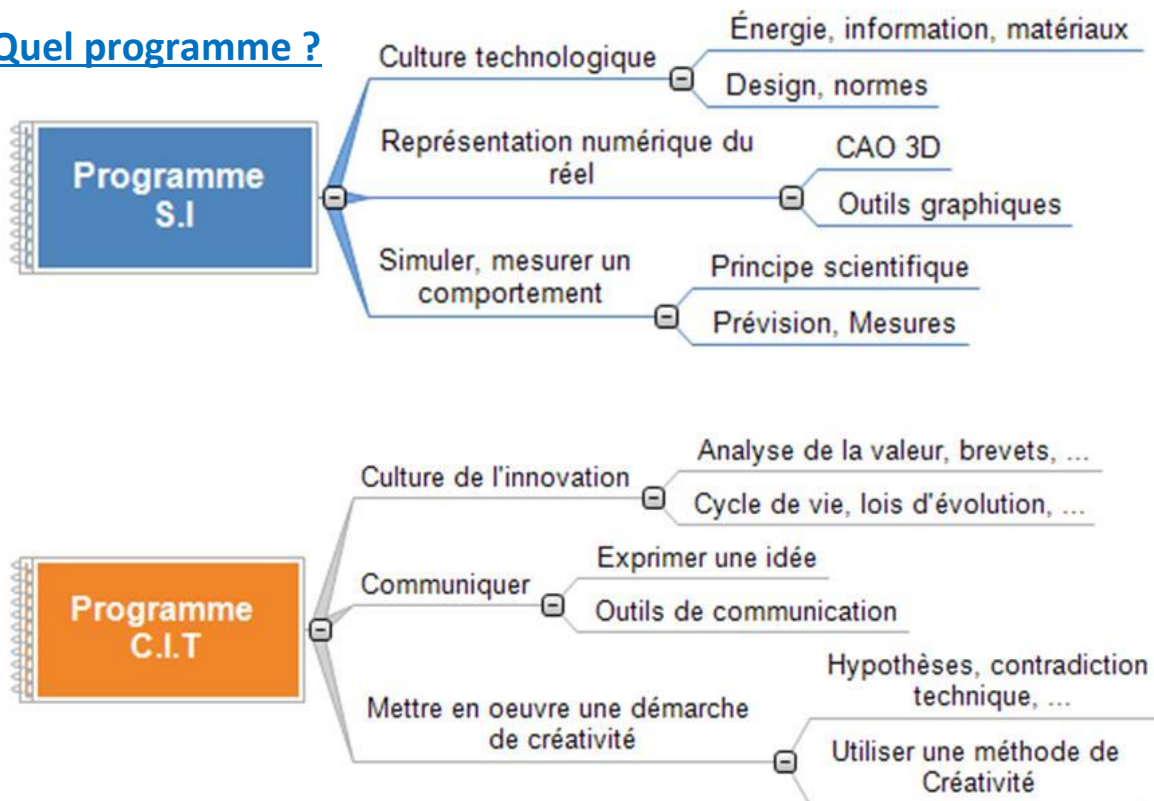 Quel programme ?
Programme
S.I
Culture technologique
Énergie, information, matériaux
Design, normes
Représentation numérique du
réel
CAO 3D
Outils graphiques
Simuler, mesurer un
comportement
Principe scientifique
Prévision, Mesures
Programme
C.I.T
Culture de l'innovation
Analyse de la valeur, brevets, ...
Cycle de vie, lois d'évolution, ...
Communiquer
Exprimer une idée
Outils de communication
Mettre en oeuvre une démarche
de créativité
Hypothèses, contradiction
technique, ...
Utiliser une méthode de
Créativité